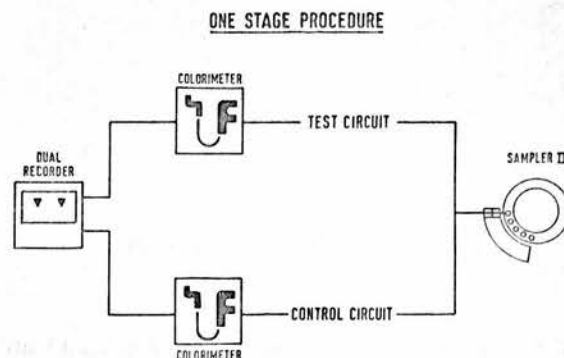 ONE STAGE PROCEDURE
COLORIMETER
TEST CIRCUIT
DUAL
RECORDER
SAMPLER II
CONTROL CIRCUIT
COLORIMETER